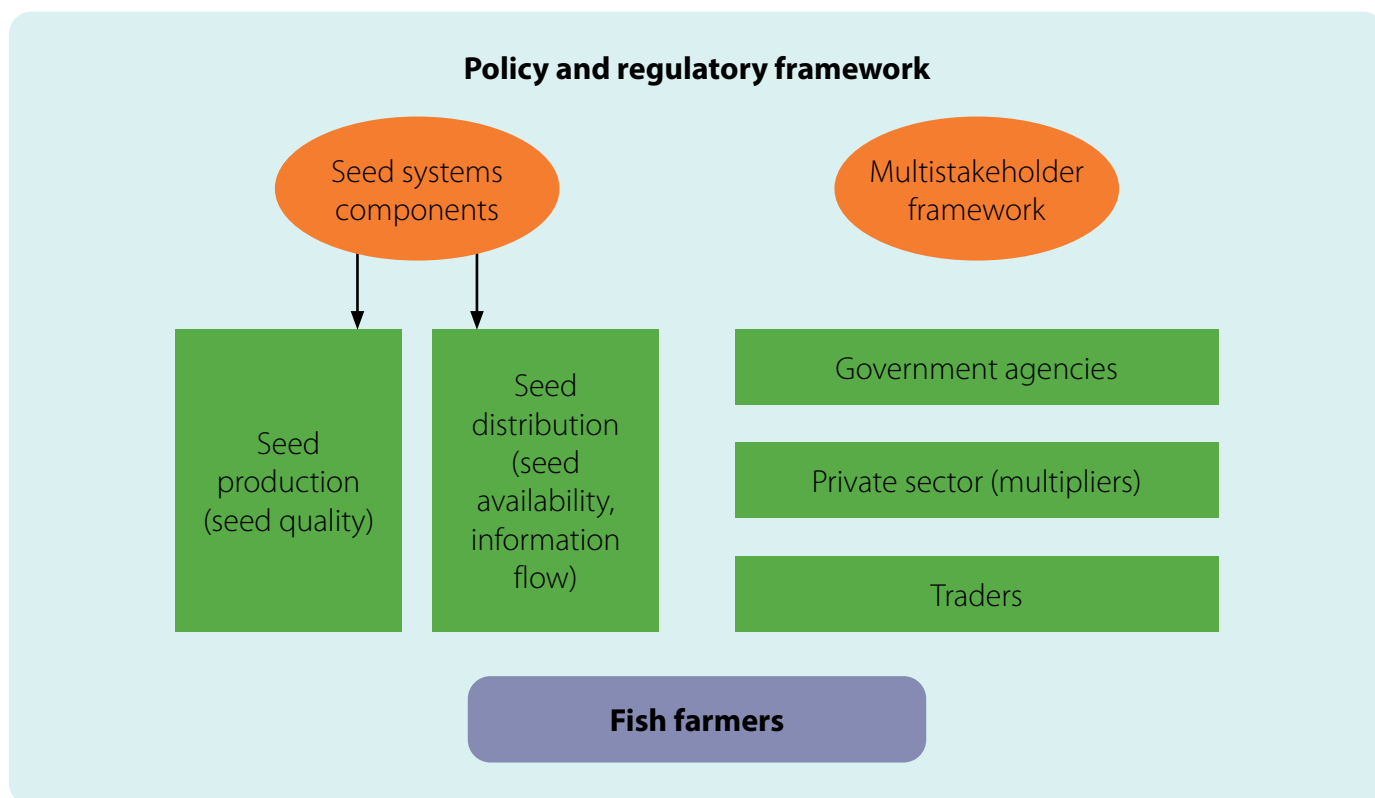 Policy and regulatory framework
Seed systems
components
Multistakeholder
framework
Seed
production
(seed quality)
Seed
distribution
(seed
availability,
information
flow)
Government agencies
Private sector (multipliers)
Traders
Fish farmers